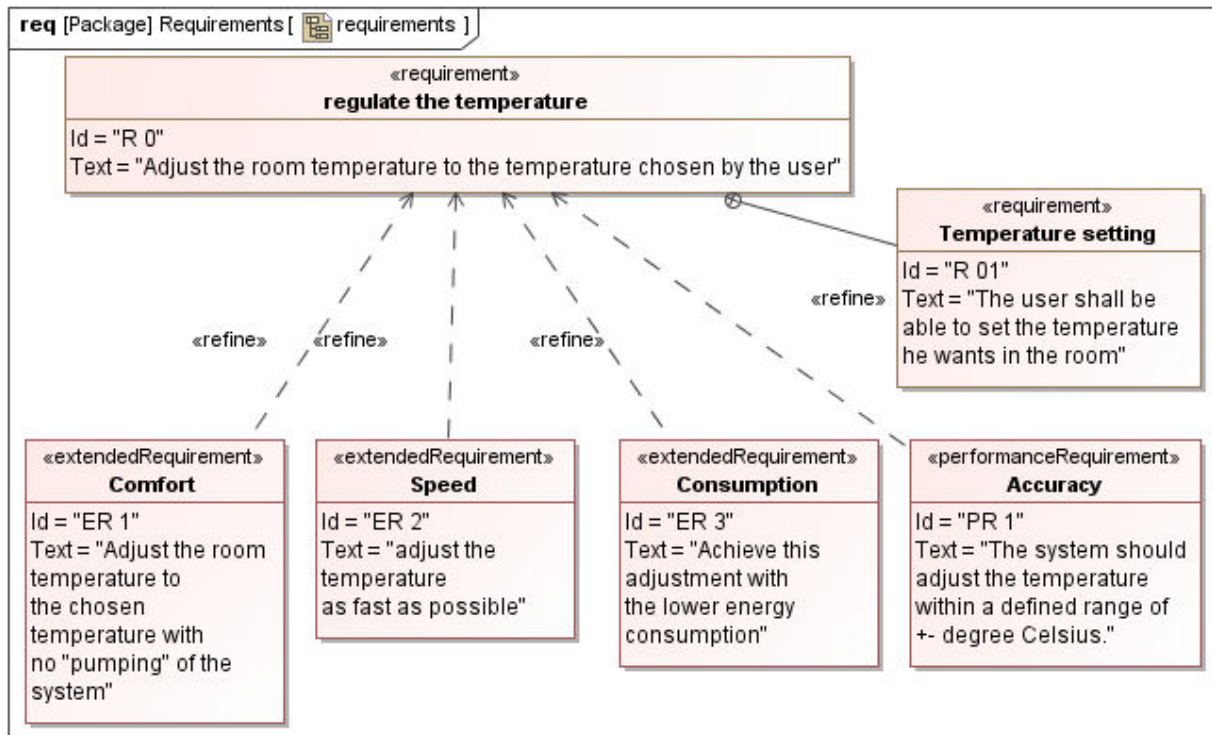 req [Package] Requirements [ requirements ]
«requirement»
regulate the temperature
Id = "R 0"
Text = "Adjust the room temperature to the temperature chosen by the user"
«requirement»
Temperature setting
Id = "R 01"
Text = "The user shall be
able to set the temperature
he wants in the room"
«refine»
«refine»
«refine»
«refine»
«extendedRequirement»
Comfort
Id = "ER 1"
Text = "Adjust the room
temperature to
the chosen
temperature with
no "pumping" of the
system"
«extendedRequirement»
Speed
Id = "ER 2"
Text = "adjust the
temperature
as fast as possible"
«extendedRequirement»
Consumption
Id = "ER 3"
Text = "Achieve this
adjustment with
the lower energy
consumption"
«performanceRequirement»
Accuracy
Id = "PR 1"
Text = "The system should
adjust the temperature
within a defined range of
+- degree Celsius."